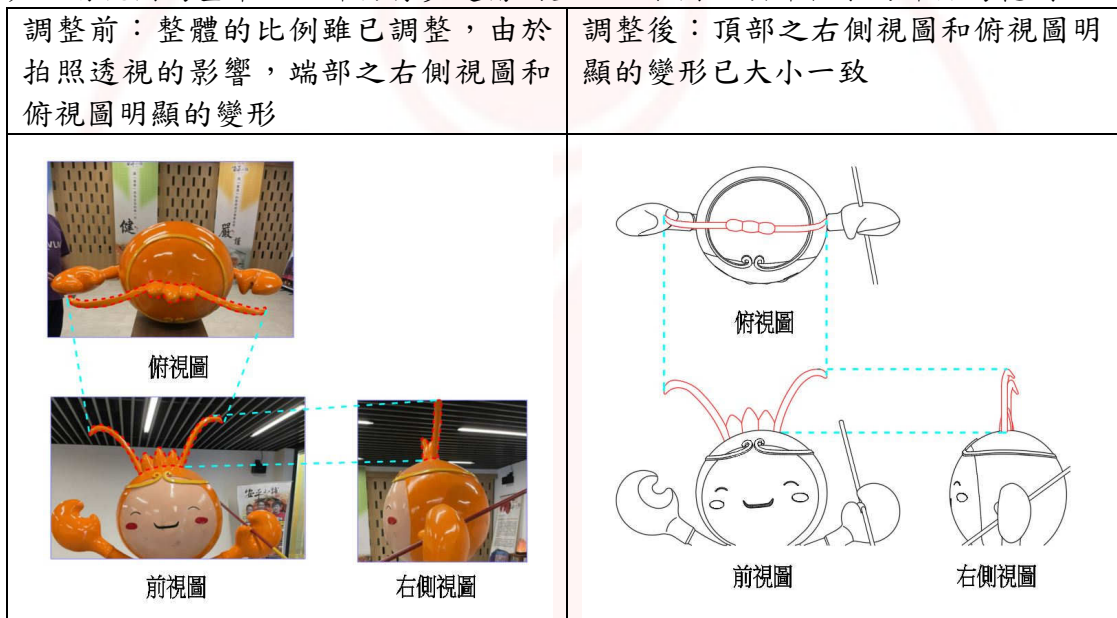 調整前：整體的比例雖已調整，由於
拍照透視的影響，端部之右側視圖和
俯視圖明顯的變形
調整後：頂部之右側視圖和俯視圖明
顯的變形已大小一致
健
嚴
俯視圖
前視圖
右側視圖
俯視圖
前視圖
右側視圖